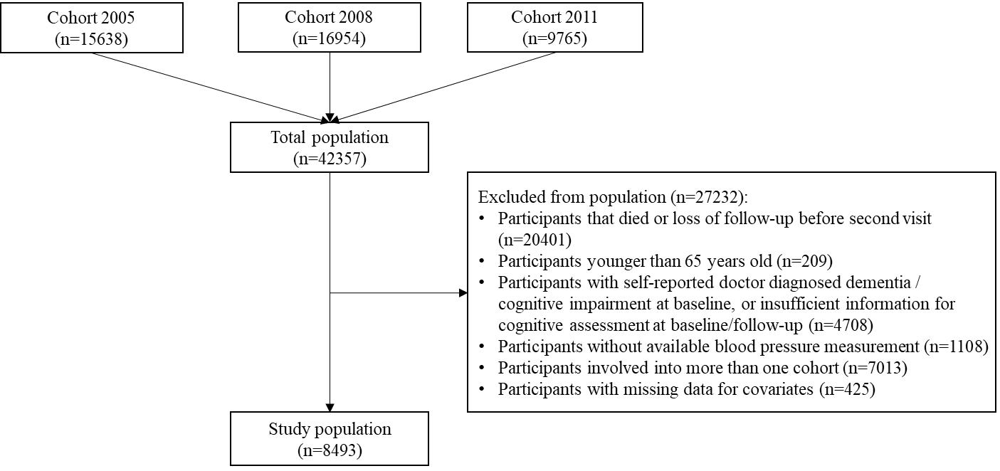 Cohort 2005
(n=15638)
Cohort 2008
(n=16954)
Cohort 2011
(n=9765)
Total population
(n=42357)
Excluded from population (n=27232):
• Participants that died or loss of follow-up before second visit
(n=20401)
• Participants younger than 65 years old (n=209)
• Participants with self-reported doctor diagnosed dementia /
cognitive impairment at baseline, or insufficient information for
cognitive assessment at baseline/follow-up (n=4708)
• Participants without available blood pressure measurement (n=1108)
• Participants involved into more than one cohort (n=7013)
• Participants with missing data for covariates (n=425)
Study population
(n=8493)